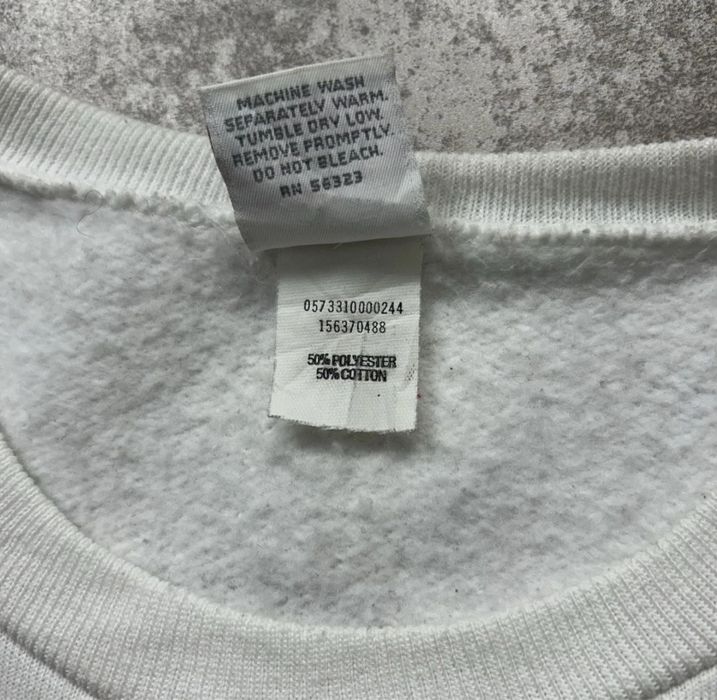 MACHINE WASH
SEPARATELY WARM.
TUMBLE DRY LOW.
REMOVE PROMPTLY.
DO NOT BLEACH.
RN 56323
0573310000244
156370488
50% POLYESTER
50% COTTON